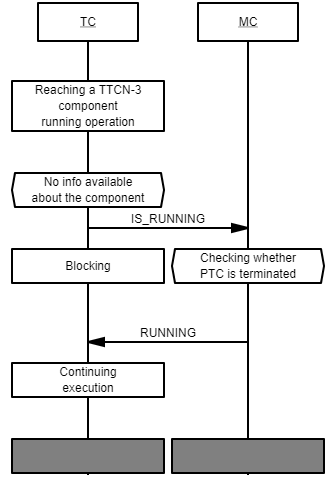 TC
MC
Reaching a TTCN-3
component
running operation
No info available
about the component
IS_RUNNING
Blocking
Checking whether
PTC is terminated
RUNNING
Continuing
execution